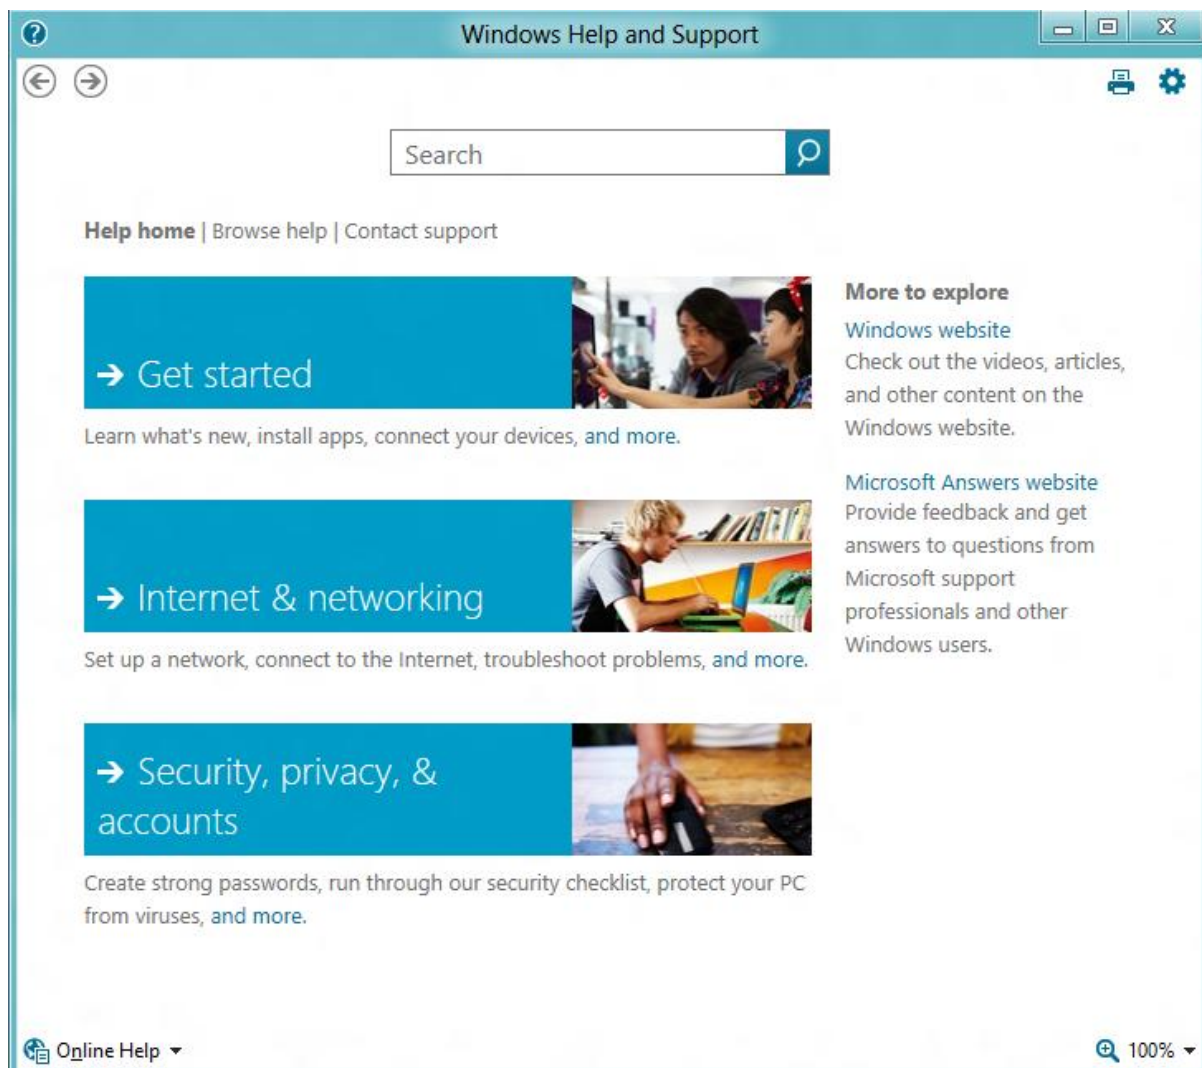 Windows Help and Support
Search
Help home | Browse help | Contact support
→ Get started
Learn what's new, install apps, connect your devices, and more.
→ Internet & networking
Set up a network, connect to the Internet, troubleshoot problems, and more.
→ Security, privacy, &
accounts
Create strong passwords, run through our security checklist, protect your PC
from viruses, and more.
More to explore
Windows website
Check out the videos, articles,
and other content on the
Windows website.
Microsoft Answers website
Provide feedback and get
answers to questions from
Microsoft support
professionals and other
Windows users.
Online Help
100%